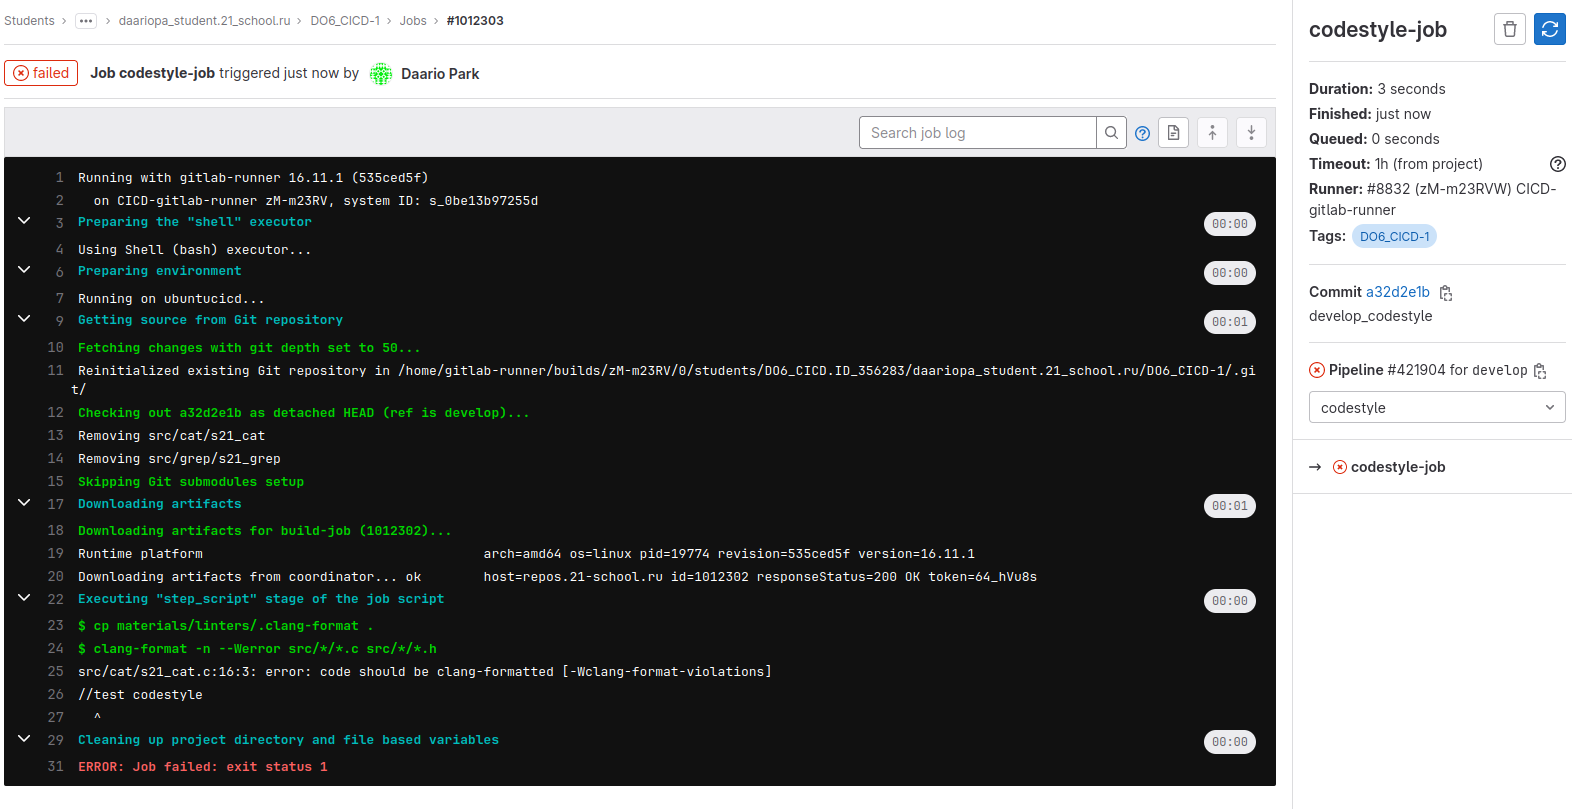 Students > ··· > daariopa_student.21_school.ru > DO6_CICD-1 > Jobs > #1012303
failed Job codestyle-job triggered just now by Daario Park
Search job log
1 Running with gitlab-runner 16.11.1 (535ced5f)
2 on CICD-gitlab-runner zM-m23RV, system ID: s_0be13b97255d
3 Preparing the "shell" executor 00:00
4 Using Shell (bash) executor...
6 Preparing environment 00:00
7 Running on ubuntucicd...
9 Getting source from Git repository 00:01
10 Fetching changes with git depth set to 50...
11 Reinitialized existing Git repository in /home/gitlab-runner/builds/zM-m23RV/0/students/DO6_CICD.ID_356283/daariopa_student.21_school.ru/DO6_CICD-1/.gi
t/
12 Checking out a32d2e1b as detached HEAD (ref is develop)...
13 Removing src/cat/s21_cat
14 Removing src/grep/s21_grep
15 Skipping Git submodules setup
17 Downloading artifacts 00:01
18 Downloading artifacts for build-job (1012302)...
19 Runtime platform arch=amd64 os=linux pid=19774 revision=535ced5f version=16.11.1
20 Downloading artifacts from coordinator... ok host=repos.21-school.ru id=1012302 responseStatus=200 OK token=64_hVu8s
22 Executing "step_script" stage of the job script 00:00
23 $ cp materials/linters/.clang-format .
24 $ clang-format -n --Werror src/*/*.c src/*/*.h
25 src/cat/s21_cat.c:16:3: error: code should be clang-formatted [-Wclang-format-violations]
26 //test codestyle
27 ^
29 Cleaning up project directory and file based variables 00:00
31 ERROR: Job failed: exit status 1
codestyle-job
Duration: 3 seconds
Finished: just now
Queued: 0 seconds
Timeout: 1h (from project)
Runner: #8832 (zM-m23RVW) CICD-
gitlab-runner
Tags: DO6_CICD-1
Commit a32d2e1b
develop_codestyle
Pipeline #421904 for develop
codestyle
→ codestyle-job